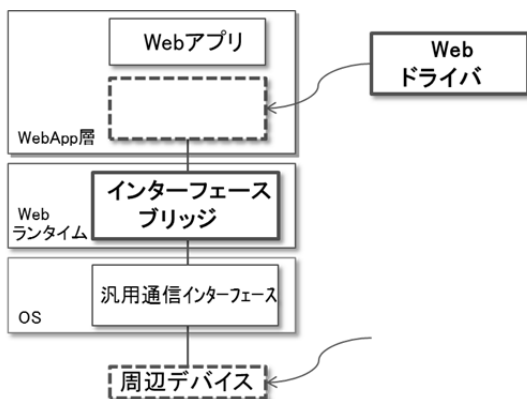 Webアプリ
Web
ドライバ
WebApp層
インターフェース
ブリッジ
Web
ランタイム
汎用通信インターフェース
OS
周辺デバイス